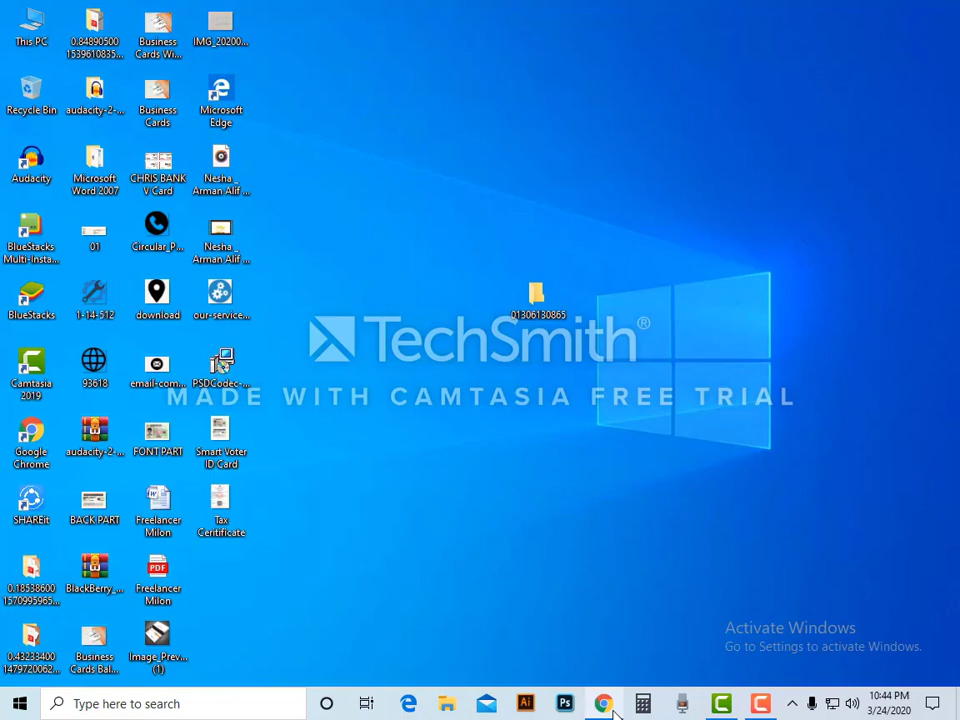 This PC
0.84890500
1539610835...
Business
Cards Wi...
IMG_20200...
Recycle Bin
audacity-2-...
Business
Cards
Microsoft
Edge
Audacity
Microsoft
Word 2007
CHRIS BANK
V Card
Nesha _
Arman Alif ...
BlueStacks
Multi-Insta...
01
Circular_P...
Nesha _
Arman Alif ...
BlueStacks
1-14-512
download
our-service...
01306130865
Camtasia
2019
93618
email-com...
PSDCodec-...
TechSmith®
MADE WITH CAMTASIA FREE TRIAL
Google
Chrome
audacity-2-...
FONT PART
Smart Voter
ID Card
SHAREit
BACK PART
Freelancer
Milon
Tax
Ceritificate
0.18538600
1570995965...
BlackBerry_...
PDF
Freelancer
Milon
0.43233400
1479720062...
Business
Cards Bal...
Image_Prev...
(1)
Activate Windows
Go to Settings to activate Windows.
Type here to search
Ai
Ps
10:44 PM
3/24/2020